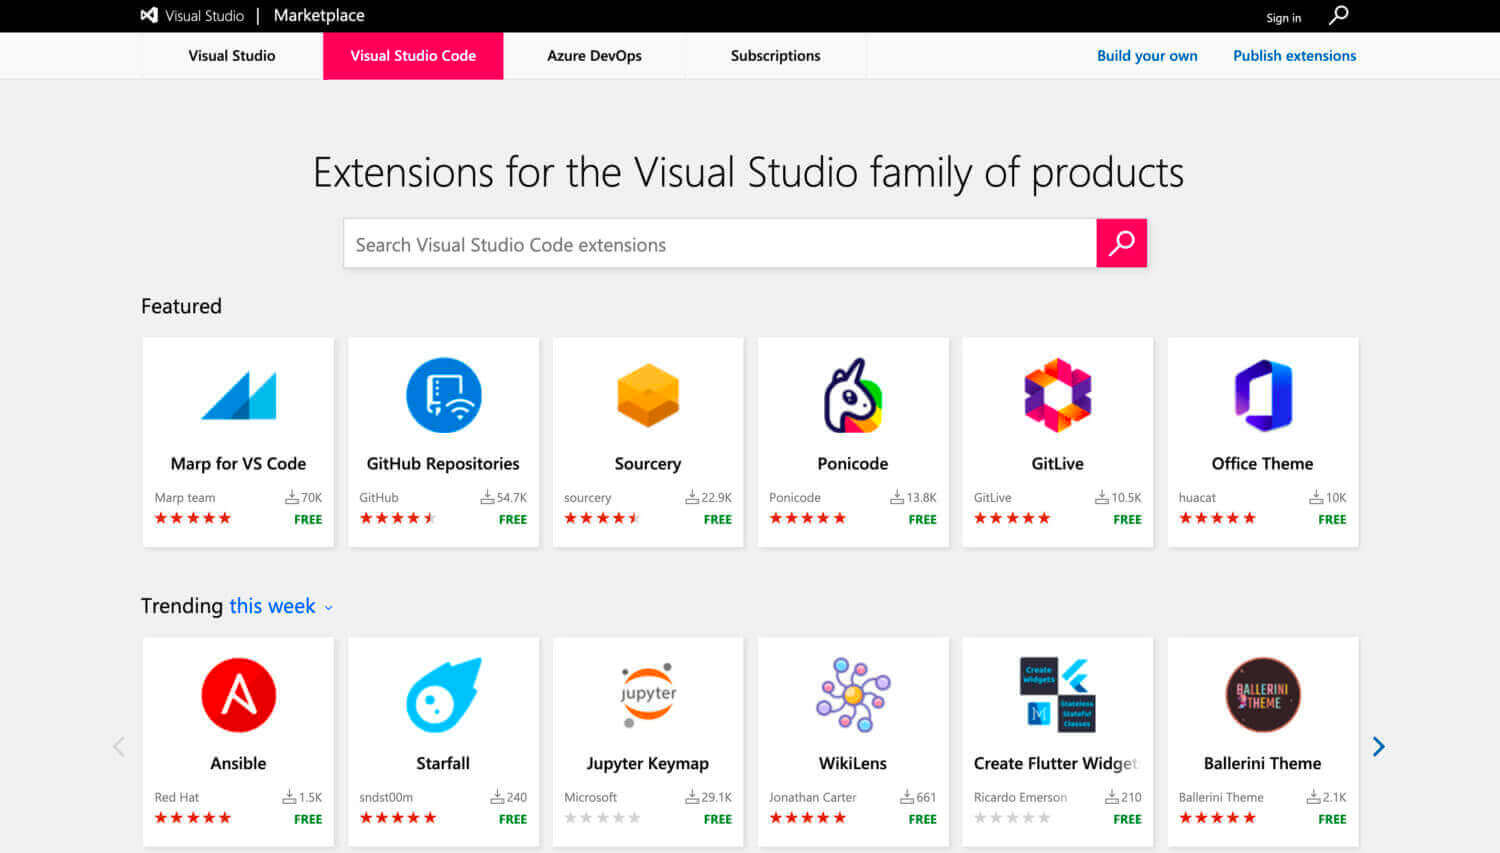 Visual Studio | Marketplace
Sign in
Visual Studio
Visual Studio Code
Azure DevOps
Subscriptions
Build your own
Publish extensions
Extensions for the Visual Studio family of products
Search Visual Studio Code extensions
Featured
Marp for VS Code
Marp team 70K
FREE
GitHub Repositories
GitHub 54.7K
FREE
Sourcery
sourcery 22.9K
FREE
Ponicode
Ponicode 13.8K
FREE
GitLive
GitLive 10.5K
FREE
Office Theme
huacat 10K
FREE
Trending this week
Ansible
Red Hat 1.5K
FREE
Starfall
sndst00m 240
FREE
jupyter
Jupyter Keymap
Microsoft 29.1K
FREE
WikiLens
Jonathan Carter 661
FREE
Create
Widgets
M
Stateless
Stateful
Classes
Create Flutter Widget
Ricardo Emerson 210
FREE
BALLERINI
THEME
Ballerini Theme
Ballerini Theme 2.1K
FREE